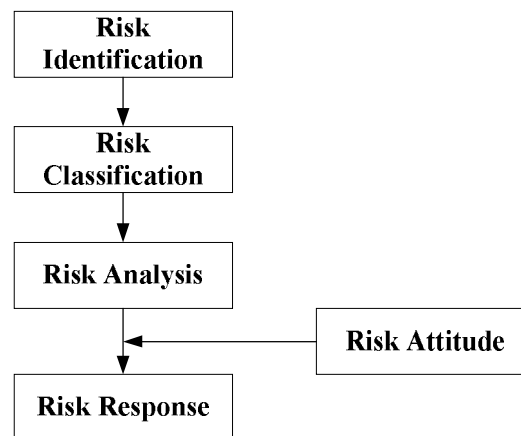 Risk
Identification
Risk
Classification
Risk Analysis
Risk Attitude
Risk Response